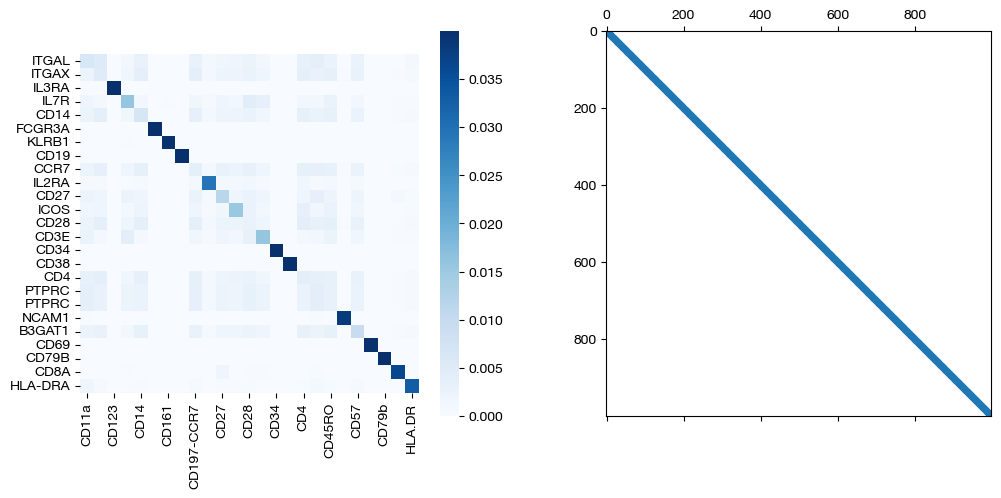 ITGAL
ITGAX
IL3RA
IL7R
CD14
FCGR3A
KLRB1
CD19
CCR7
IL2RA
CD27
ICOS
CD28
CD3E
CD34
CD38
CD4
PTPRC
PTPRC
NCAM1
B3GAT1
CD69
CD79B
CD8A
HLA-DRA
CD11a
CD123
CD14
CD161
CD197-CCR7
CD27
CD28
CD34
CD4
CD45RO
CD57
CD79b
HLA.DR
0.035
0.030
0.025
0.020
0.015
0.010
0.005
0.000
0 200 400 600 800
0
200
400
600
800